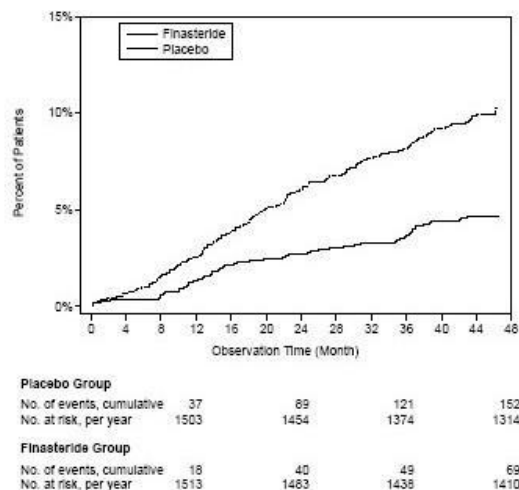 15%
10%
5%
0%
Percent of Patients
Finasteride
Placebo
0 4 8 12 16 20 24 28 32 36 40 44 48
Observation Time (Month)
Placebo Group
No. of events, cumulative 37 89 121 152
No. at risk, per year 1503 1454 1374 1314
Finasteride Group
No. of events, cumulative 18 40 49 69
No. at risk, per year 1513 1483 1438 1410